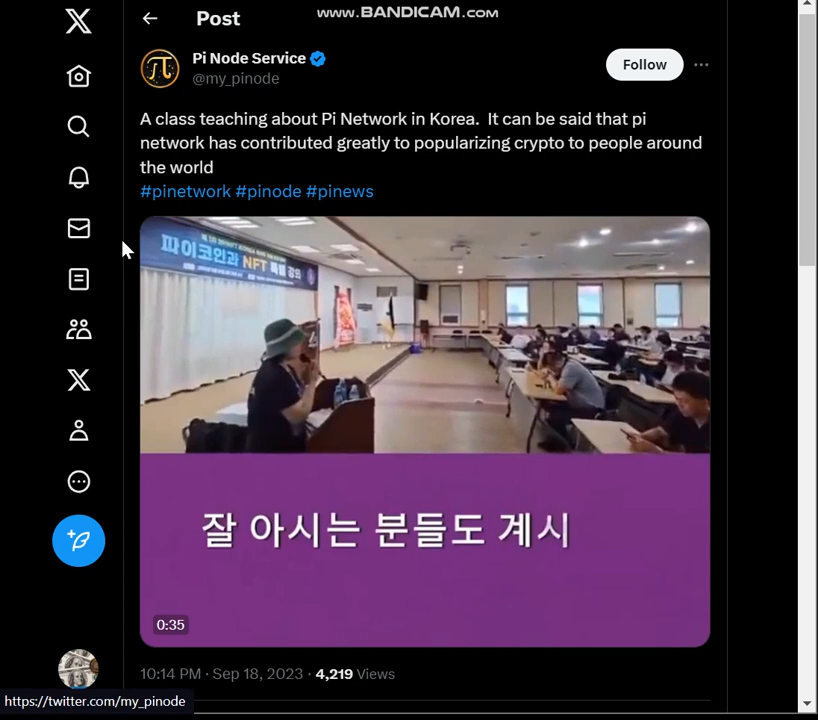 www.BANDICAM.com
Post
Pi Node Service
@my_pinode
Follow
A class teaching about Pi Network in Korea. It can be said that pi
network has contributed greatly to popularizing crypto to people around
the world
#pinetwork #pinode #pinews
파이코인과 NFT 특별 강의
잘 아시는 분들도 계시
0:35
10:14 PM · Sep 18, 2023 · 4,219 Views
https://twitter.com/my_pinode